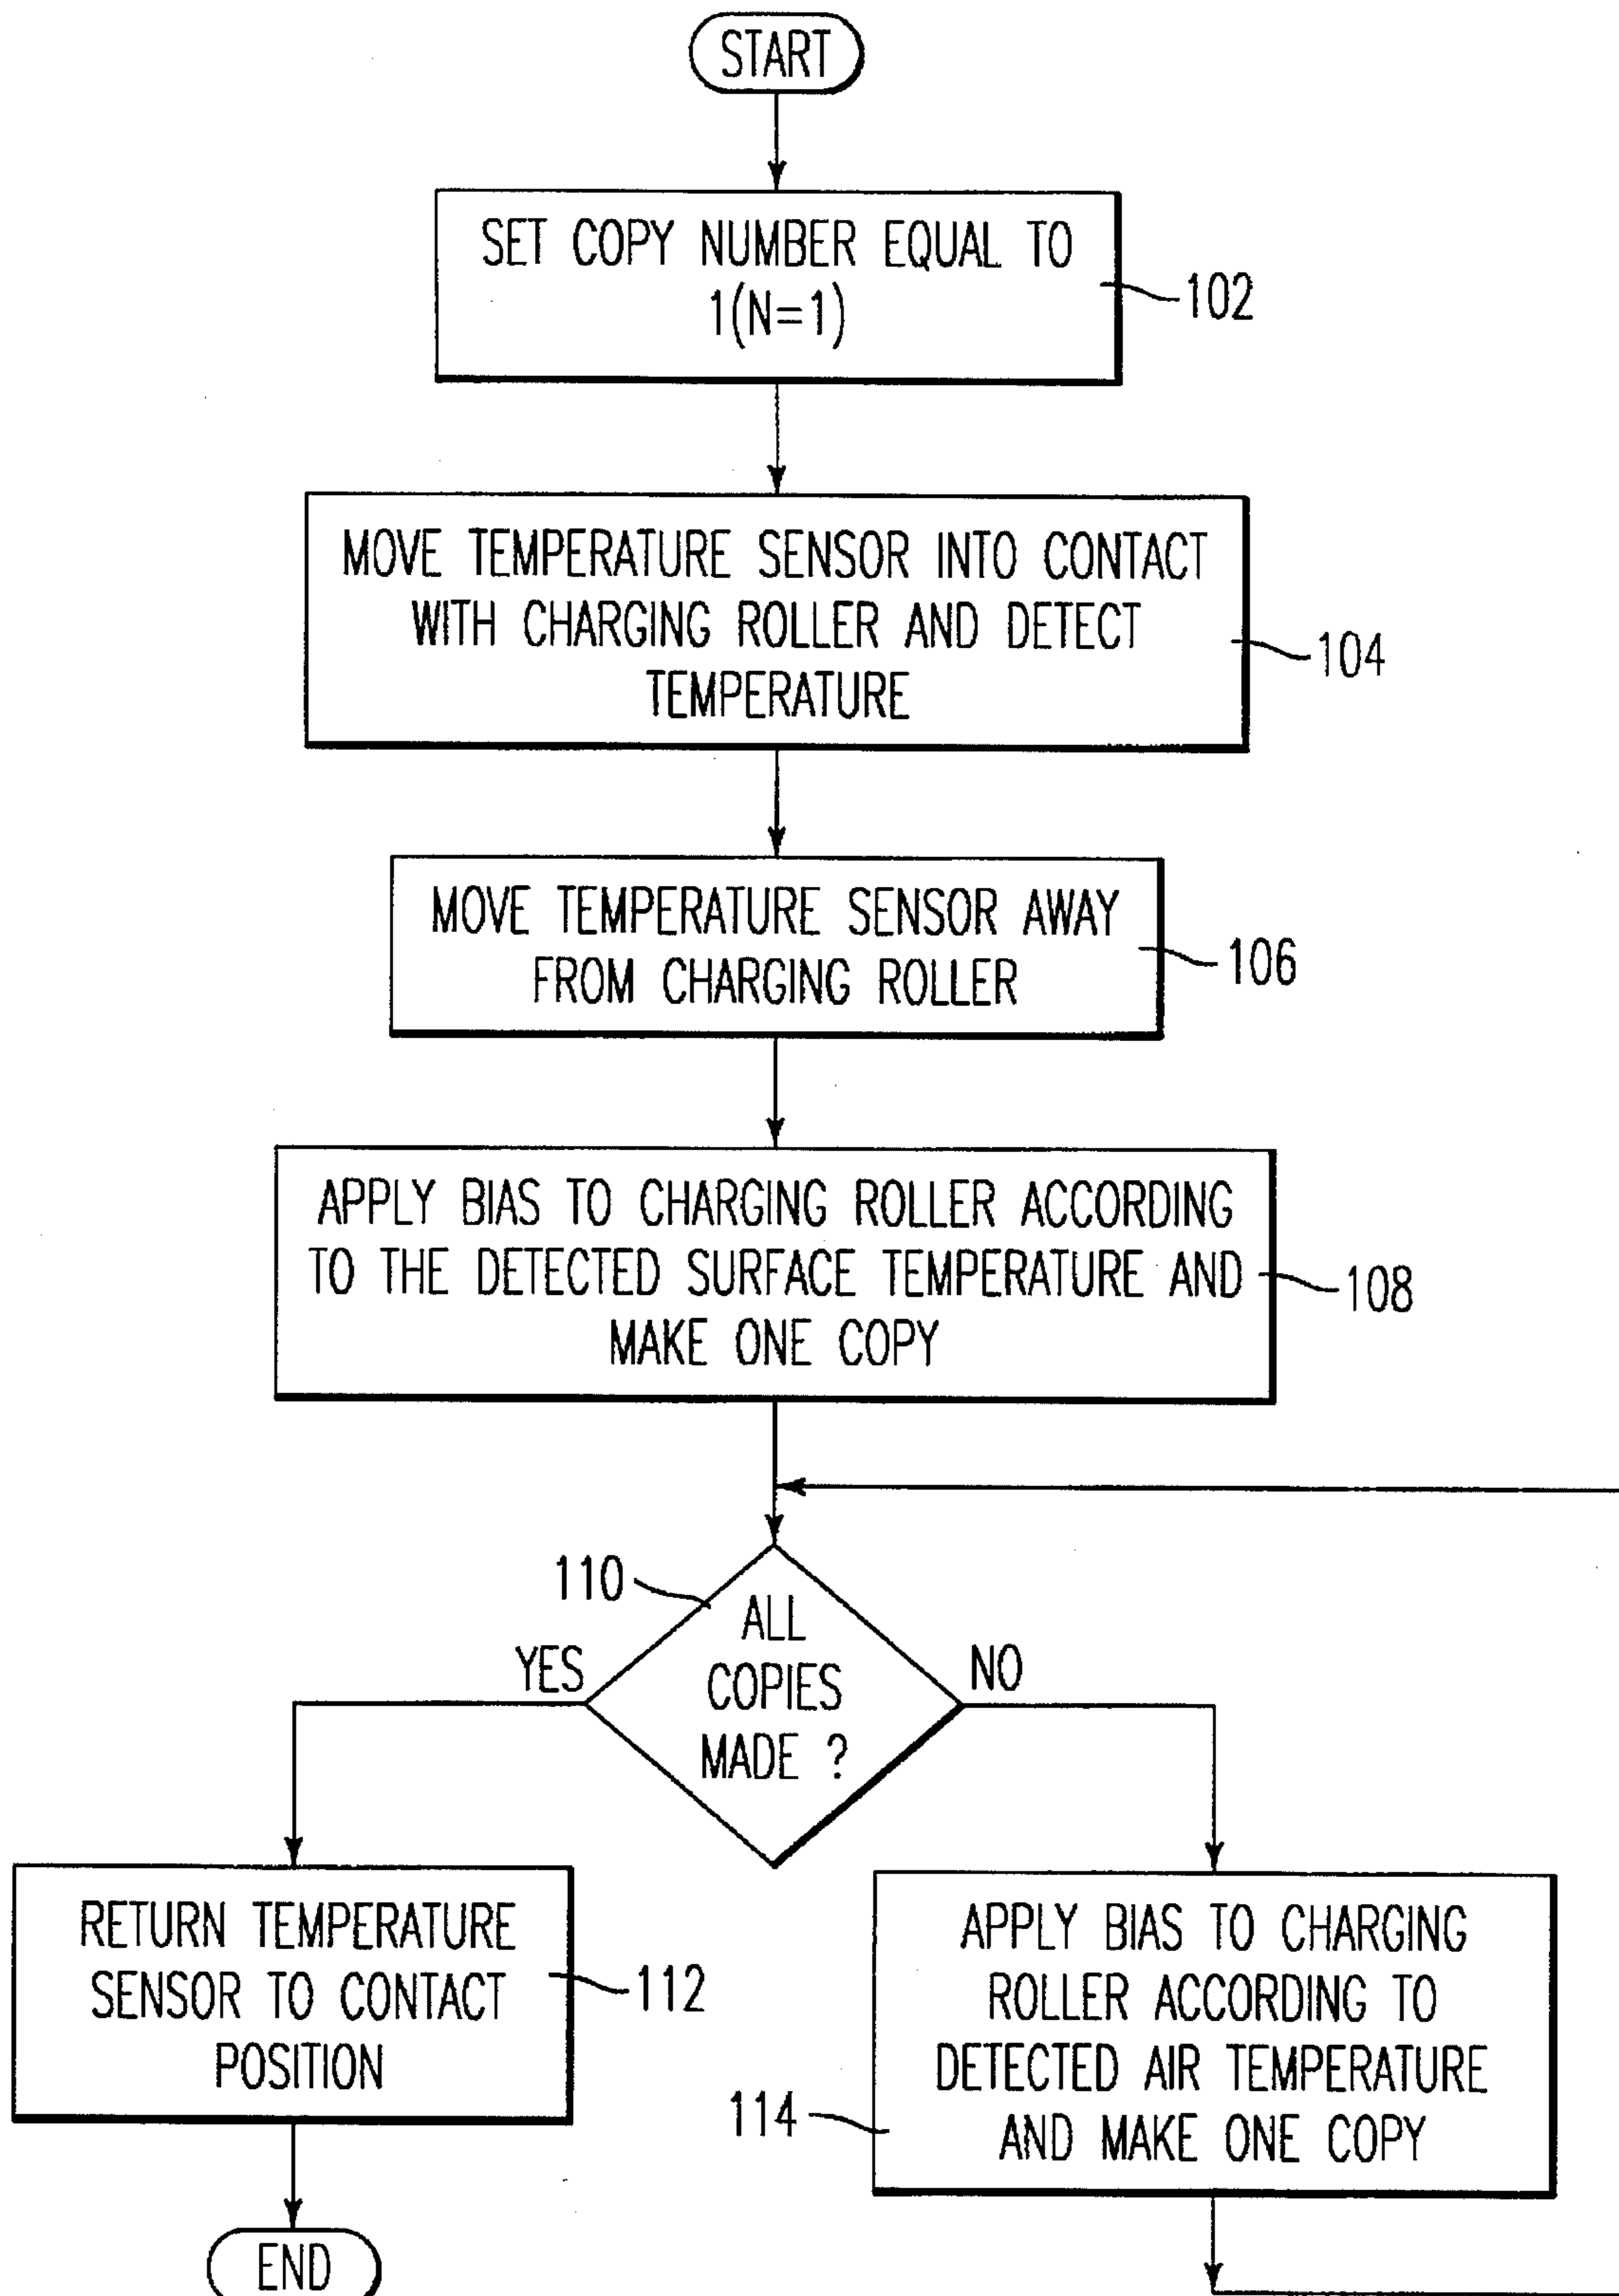 START
SET COPY NUMBER EQUAL TO
1(N=1)
102
MOVE TEMPERATURE SENSOR INTO CONTACT
WITH CHARGING ROLLER AND DETECT
TEMPERATURE
104
MOVE TEMPERATURE SENSOR AWAY
FROM CHARGING ROLLER
106
APPLY BIAS TO CHARGING ROLLER ACCORDING
TO THE DETECTED SURFACE TEMPERATURE AND
MAKE ONE COPY
108
110
ALL
COPIES
MADE ?
YES
NO
RETURN TEMPERATURE
SENSOR TO CONTACT
POSITION
112
APPLY BIAS TO CHARGING
ROLLER ACCORDING TO
DETECTED AIR TEMPERATURE
AND MAKE ONE COPY
114
END